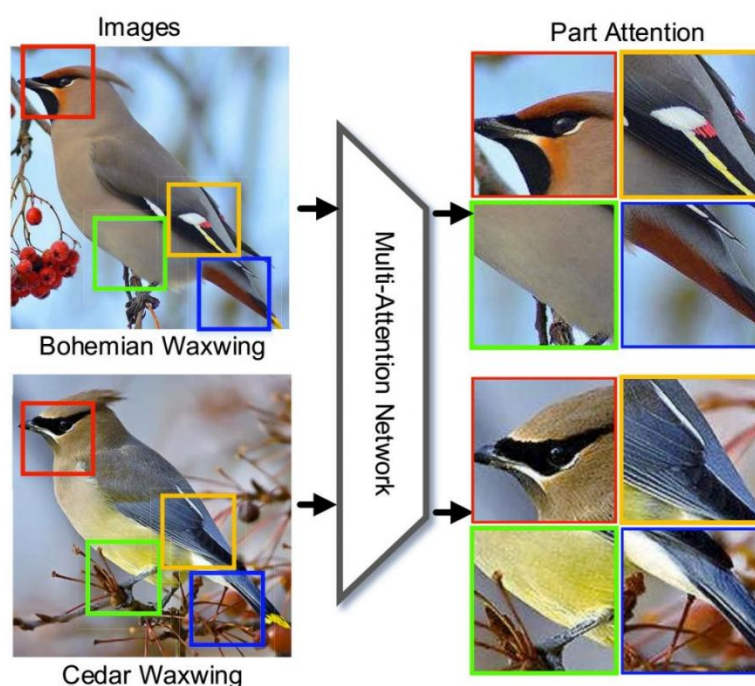 Images
Part Attention
Bohemian Waxwing
Multi-Attention Network
Cedar Waxwing